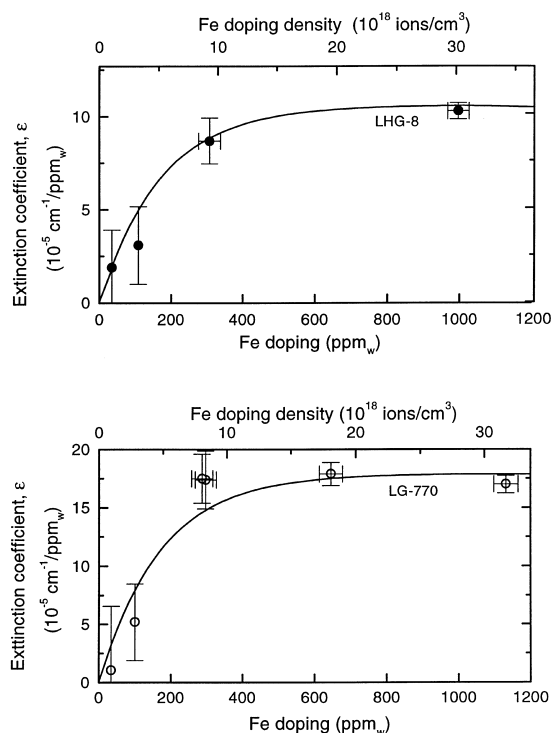 Fe doping density (10^18 ions/cm^3)
0 10 20 30
Extinction coefficient, ε
(10^-5 cm^-1/ppm_w)
10
5
0
LHG-8
0 200 400 600 800 1000 1200
Fe doping (ppm_w)
Fe doping density (10^18 ions/cm^3)
0 10 20 30
Exttinction coefficient, ε
(10^-5 cm^-1/ppm_w)
20
15
10
5
0
LG-770
0 200 400 600 800 1000 1200
Fe doping (ppm_w)